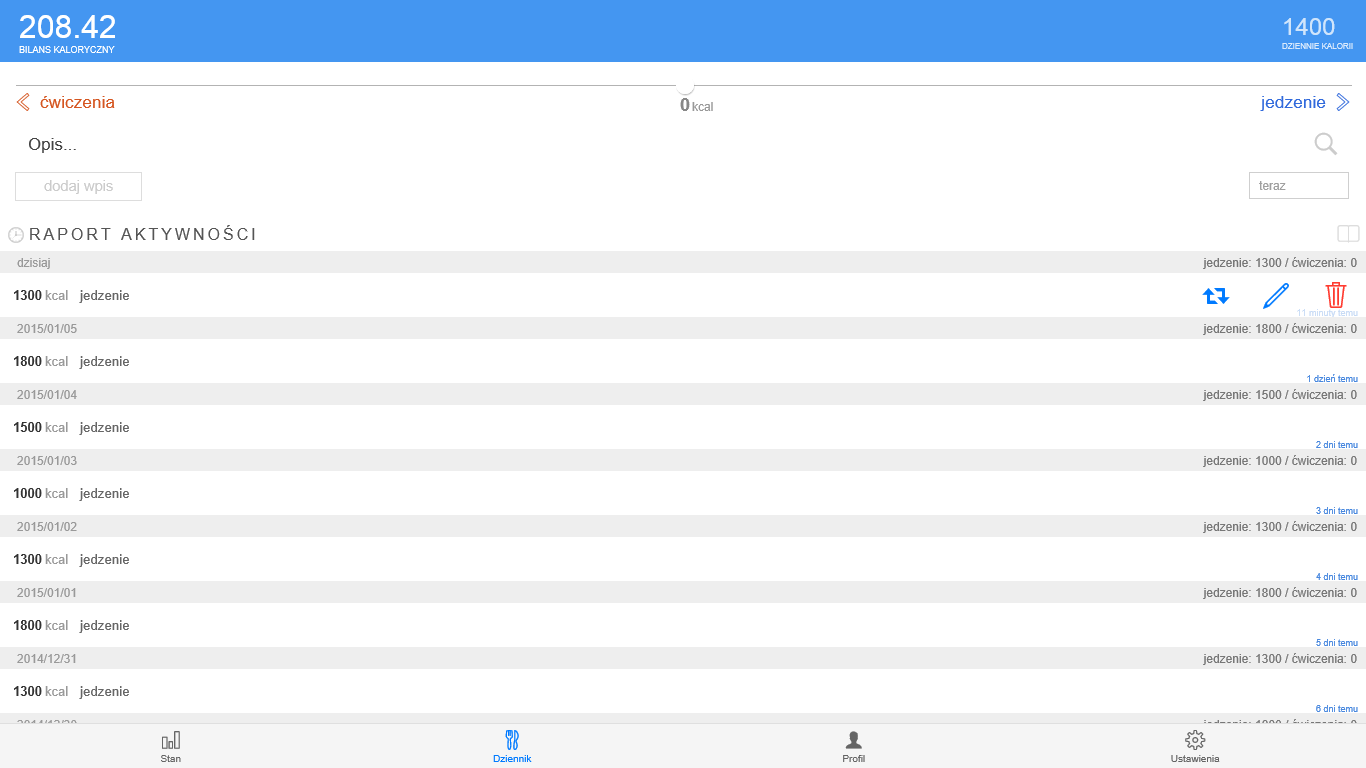 208.42
BILANS KALORYCZNY
1400
DZIENNIE KALORII
ćwiczenia
0 kcal
jedzenie
Opis...
dodaj wpis
teraz
RAPORT AKTYWNOŚCI
dzisiaj jedzenie: 1300 / ćwiczenia: 0
1300 kcal jedzenie
11 minuty temu
2015/01/05 jedzenie: 1800 / ćwiczenia: 0
1800 kcal jedzenie
1 dzień temu
2015/01/04 jedzenie: 1500 / ćwiczenia: 0
1500 kcal jedzenie
2 dni temu
2015/01/03 jedzenie: 1000 / ćwiczenia: 0
1000 kcal jedzenie
3 dni temu
2015/01/02 jedzenie: 1300 / ćwiczenia: 0
1300 kcal jedzenie
4 dni temu
2015/01/01 jedzenie: 1800 / ćwiczenia: 0
1800 kcal jedzenie
5 dni temu
2014/12/31 jedzenie: 1300 / ćwiczenia: 0
1300 kcal jedzenie
6 dni temu
Stan
Dziennik
Profil
Ustawienia